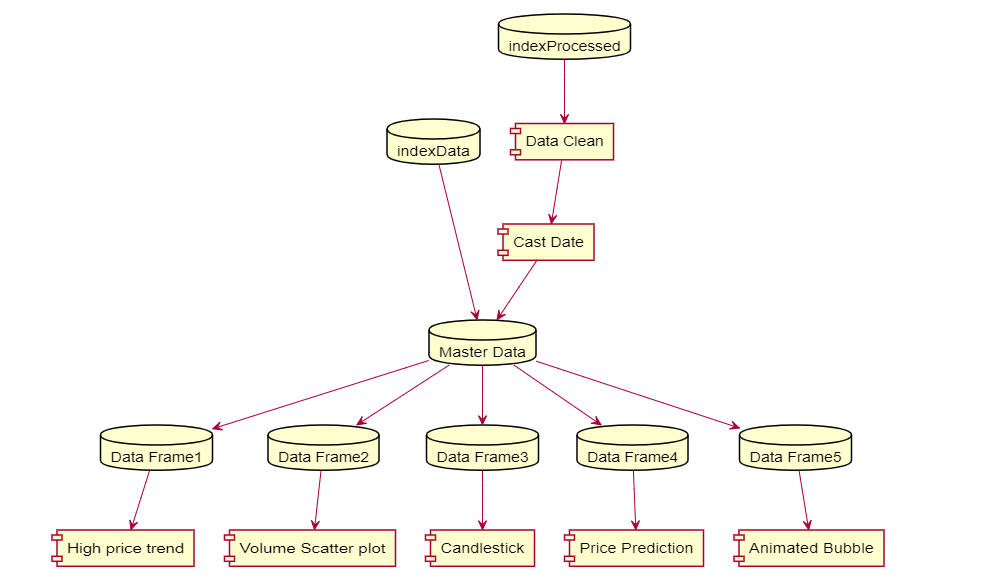 indexProcessed
Data Clean
indexData
Cast Date
Master Data
Data Frame1
Data Frame2
Data Frame3
Data Frame4
Data Frame5
High price trend
Volume Scatter plot
Candlestick
Price Prediction
Animated Bubble